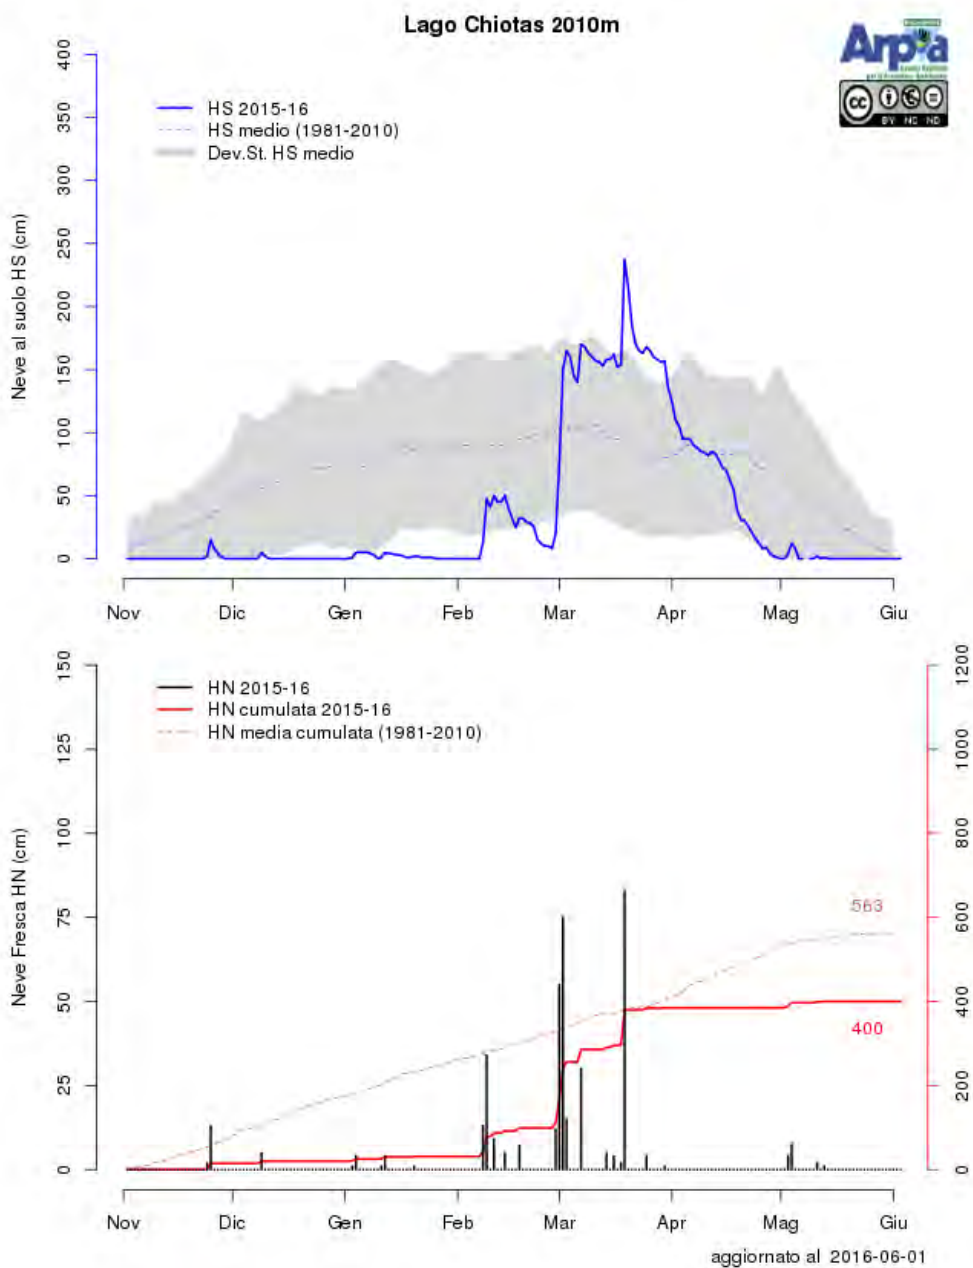 Lago Chiotas 2010m
Arpa
cc
BY NC ND
HS 2015-16
HS medio (1981-2010)
Dev.St. HS medio
Neve al suolo HS (cm)
400
350
300
250
200
150
100
50
0
Nov Dic Gen Feb Mar Apr Mag Giu
HN 2015-16
HN cumulata 2015-16
HN media cumulata (1981-2010)
Neve Fresca HN (cm)
150
125
100
75
50
25
0
1200
1000
800
600
400
200
0
563
400
Nov Dic Gen Feb Mar Apr Mag Giu
aggiornato al 2016-06-01